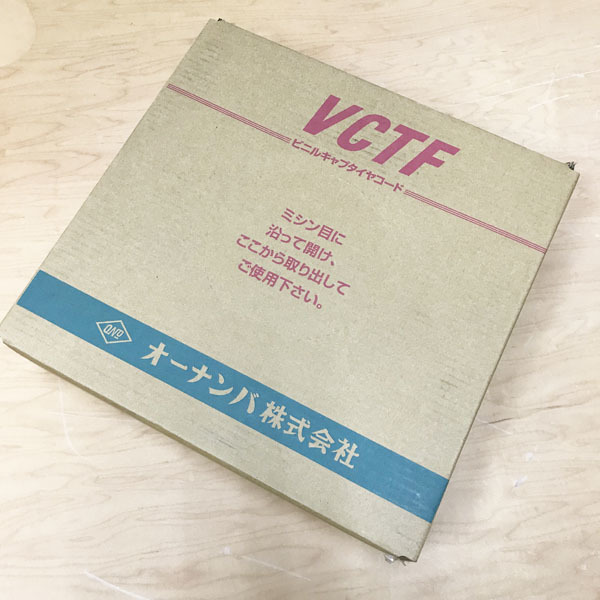 VCTF
ビニルキャブタイヤコード
ミシン目に
沿って開け、
ここから取り出して
ご使用下さい。
オーナンバ株式会社